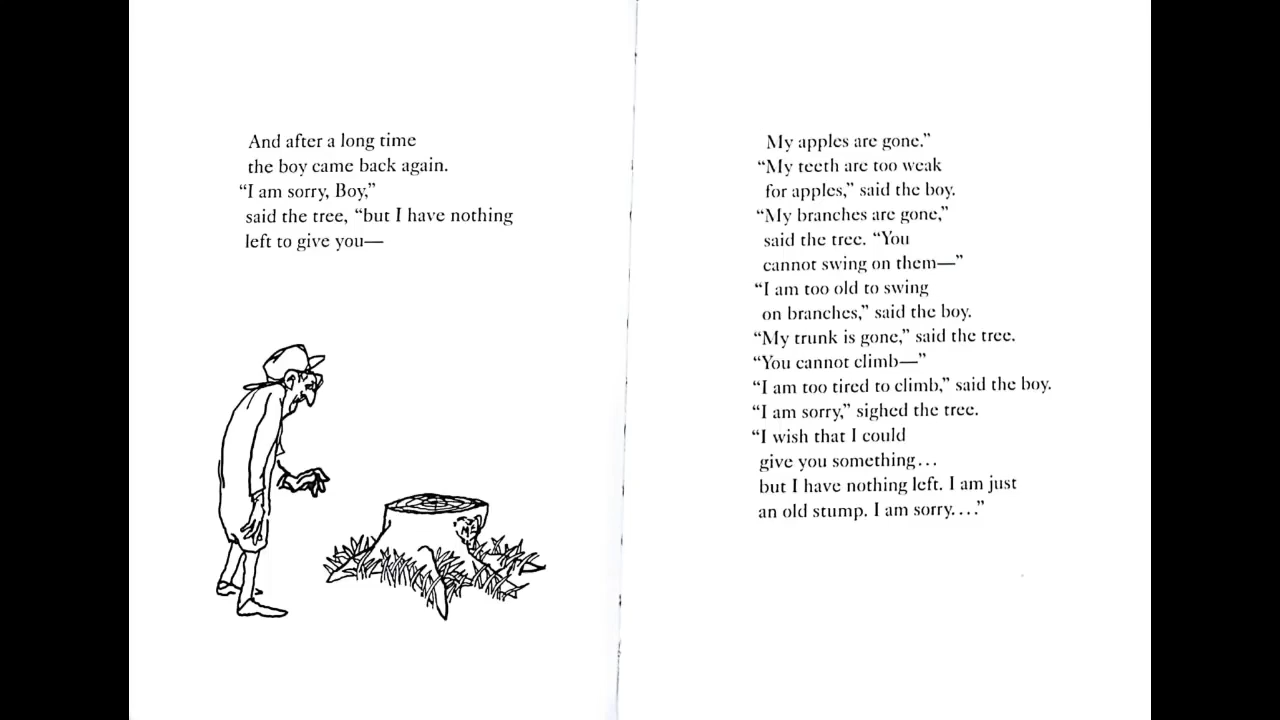 And after a long time
the boy came back again.
“I am sorry, Boy,”
said the tree, “but I have nothing
left to give you—
My apples are gone.”
“My teeth are too weak
for apples,” said the boy.
“My branches are gone,”
said the tree. “You
cannot swing on them—”
“I am too old to swing
on branches,” said the boy.
“My trunk is gone,” said the tree.
“You cannot climb—”
“I am too tired to climb,” said the boy.
“I am sorry,” sighed the tree.
“I wish that I could
give you something...
but I have nothing left. I am just
an old stump. I am sorry....”